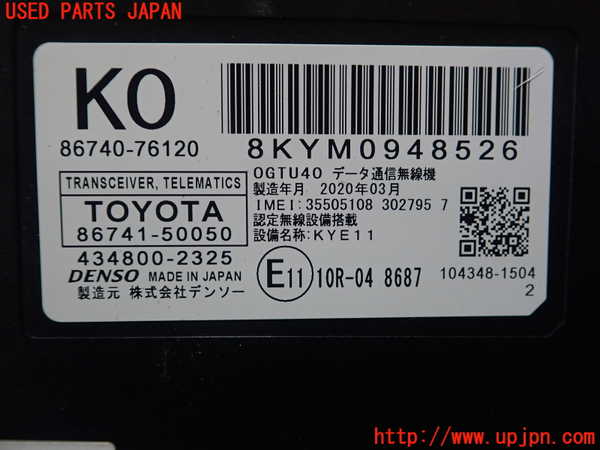 USED PARTS JAPAN
KO
86740-76120
8KYM0948526
TRANSCEIVER, TELEMATICS
TOYOTA
86741-50050
434800-2325
DENSO MADE IN JAPAN
製造元 株式会社デンソー
0GTU40 データ通信無線機
製造年月 2020年03月
IMEI:35505108 302795 7
認定無線設備搭載
設備名称:KYE11
E11 10R-04 8687
104348-1504
2
http://www.upjpn.com/